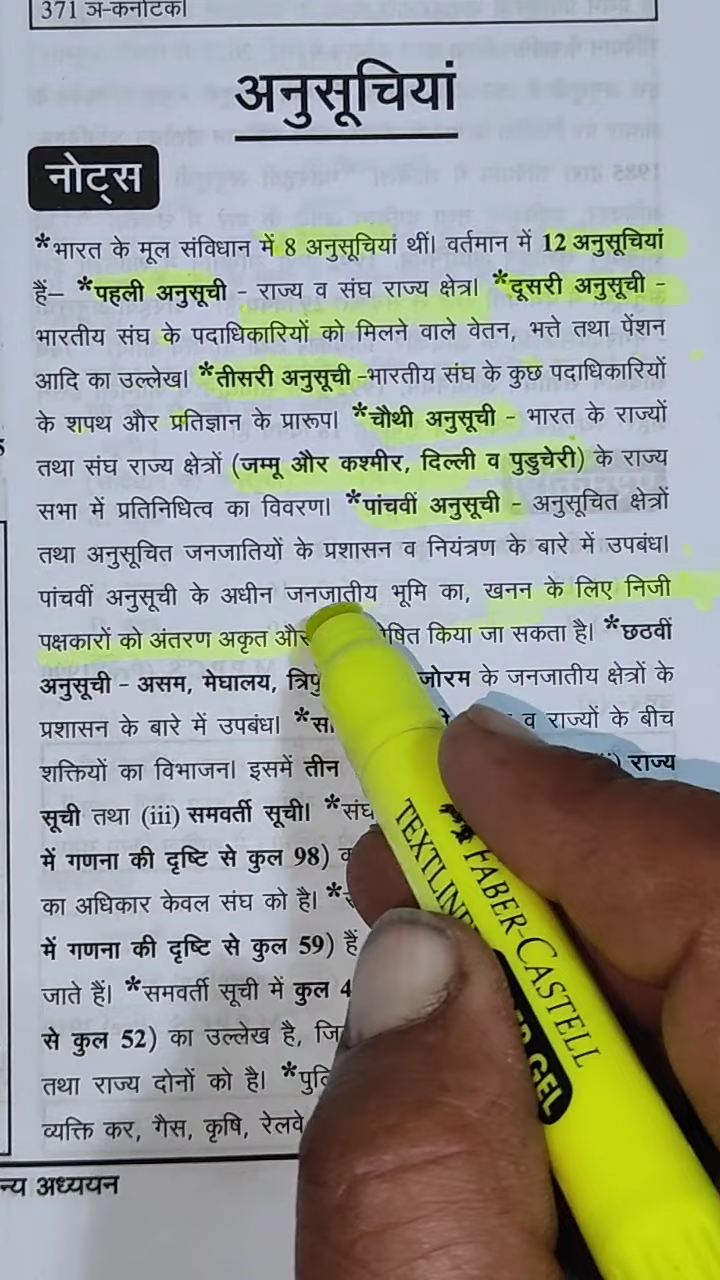 371 ञ-कर्नाटक।
अनुसूचियां
नोट्स
*भारत के मूल संविधान में 8 अनुसूचियां थीं। वर्तमान में 12 अनुसूचियां
हैं– *पहली अनुसूची - राज्य व संघ राज्य क्षेत्र। *दूसरी अनुसूची -
भारतीय संघ के पदाधिकारियों को मिलने वाले वेतन, भत्ते तथा पेंशन
आदि का उल्लेख। *तीसरी अनुसूची -भारतीय संघ के कुछ पदाधिकारियों
के शपथ और प्रतिज्ञान के प्रारूप। *चौथी अनुसूची - भारत के राज्यों
तथा संघ राज्य क्षेत्रों (जम्मू और कश्मीर, दिल्ली व पुडुचेरी) के राज्य
सभा में प्रतिनिधित्व का विवरण। *पांचवीं अनुसूची - अनुसूचित क्षेत्रों
तथा अनुसूचित जनजातियों के प्रशासन व नियंत्रण के बारे में उपबंध।
पांचवीं अनुसूची के अधीन जनजातीय भूमि का, खनन के लिए निजी
पक्षकारों को अंतरण अकृत और किया जा सकता है। *छठवीं
अनुसूची - असम, मेघालय, के जनजातीय क्षेत्रों के
प्रशासन के बारे में उपबंध। * व राज्यों के बीच
शक्तियों का विभाजन। इसमें तीन राज्य
सूची तथा (iii) समवर्ती सूची। *संघ
में गणना की दृष्टि से कुल 98)
का अधिकार केवल संघ को है। *
में गणना की दृष्टि से कुल 59) हैं
जाते हैं। *समवर्ती सूची में कुल 4
से कुल 52) का उल्लेख है,
तथा राज्य दोनों को है। *
व्यक्ति कर, गैस, कृषि, रेलवे
न्य अध्ययन
FABER-CASTELL
TEXTLINE
GEL